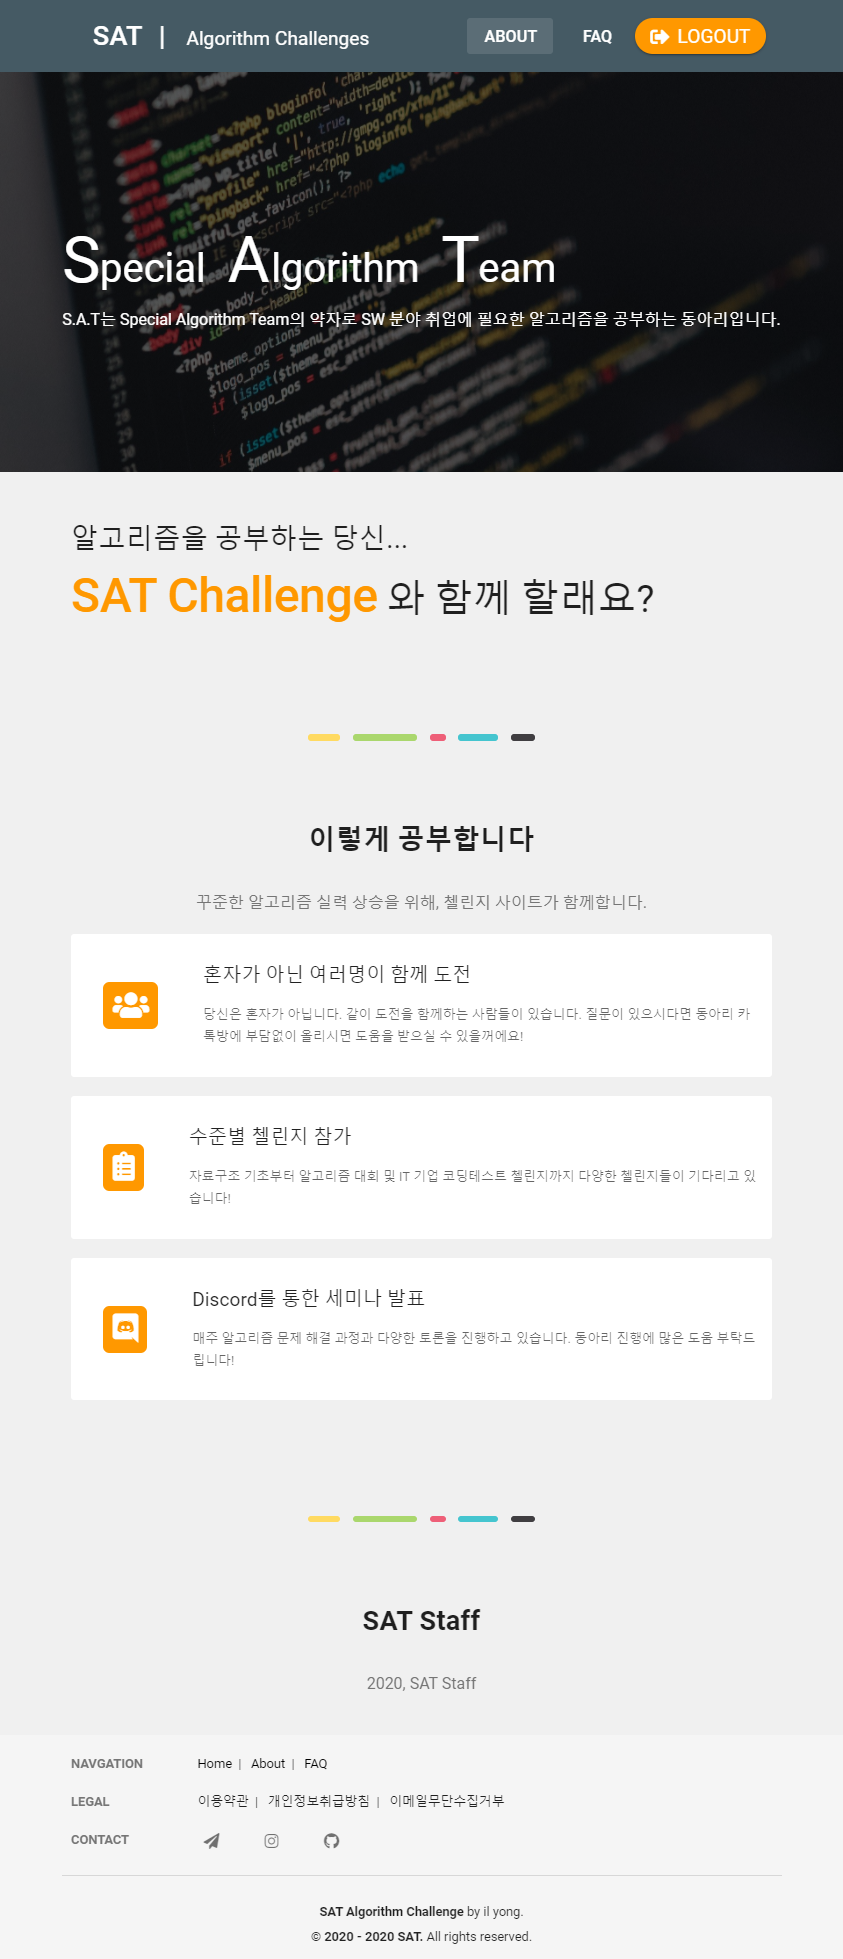 SAT | Algorithm Challenges ABOUT FAQ LOGOUT
Special Algorithm Team
S.A.T는 Special Algorithm Team의 약자로 SW 분야 취업에 필요한 알고리즘을 공부하는 동아리입니다.
알고리즘을 공부하는 당신...
SAT Challenge 와 함께 할래요?
이렇게 공부합니다
꾸준한 알고리즘 실력 상승을 위해, 첼린지 사이트가 함께합니다.
혼자가 아닌 여러명이 함께 도전
당신은 혼자가 아닙니다. 같이 도전을 함께하는 사람들이 있습니다. 질문이 있으시다면 동아리 카
톡방에 부담없이 올리시면 도움을 받으실 수 있을꺼에요!
수준별 첼린지 참가
자료구조 기초부터 알고리즘 대회 및 IT 기업 코딩테스트 첼린지까지 다양한 첼린지들이 기다리고 있
습니다!
Discord를 통한 세미나 발표
매주 알고리즘 문제 해결 과정과 다양한 토론을 진행하고 있습니다. 동아리 진행에 많은 도움 부탁드
립니다!
SAT Staff
2020, SAT Staff
NAVGATION Home | About | FAQ
LEGAL 이용약관 | 개인정보취급방침 | 이메일무단수집거부
CONTACT
SAT Algorithm Challenge by il yong.
© 2020 - 2020 SAT. All rights reserved.